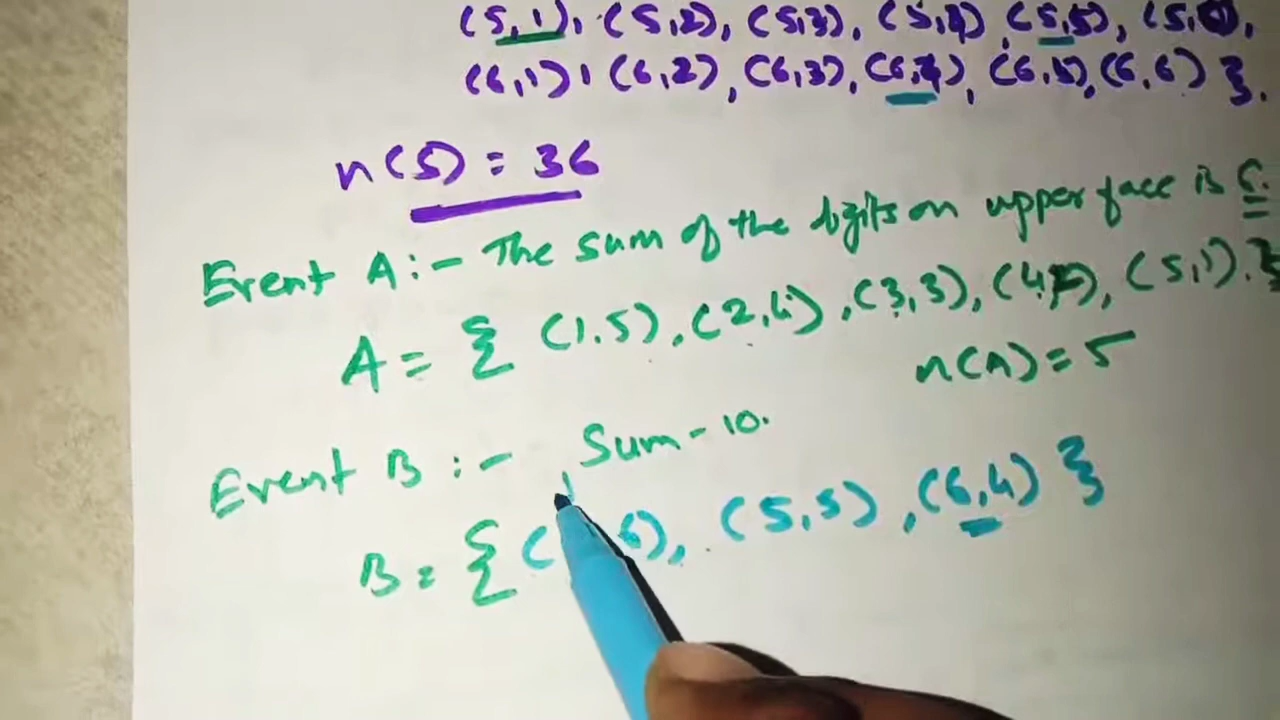 (5,1), (5,2), (5,3), (5,4), (5,5), (5,
(6,1), (6,2), (6,3), (6,4), (6,5), (6,6) }.
n(S) = 36
Event A:- The sum of the digits on upper face is 6.
A = { (1,5), (2,4), (3,3), (4, ), (5,1).}
n(A) = 5
Event B :- Sum - 10.
B = { ( 6), (5,5), (6,4) }